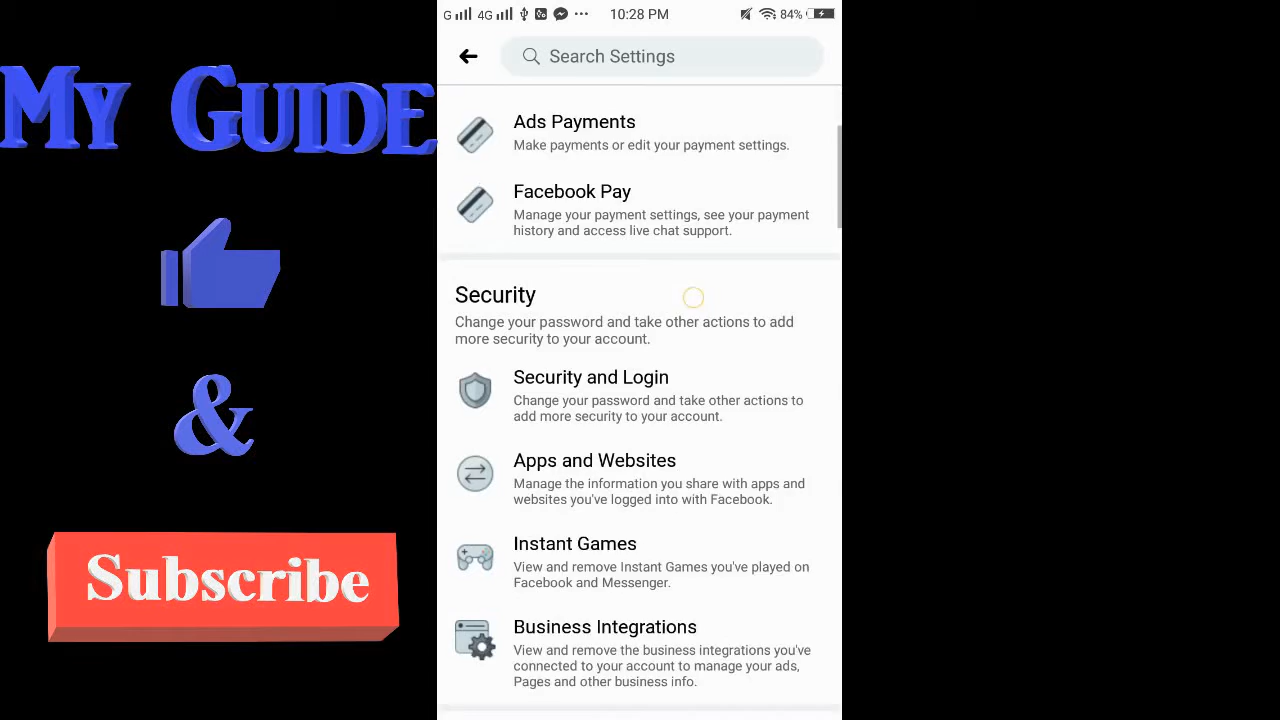 My Guide
&
Subscribe
G 4G ... 10:28 PM 84%
Search Settings
Ads Payments
Make payments or edit your payment settings.
Facebook Pay
Manage your payment settings, see your payment
history and access live chat support.
Security
Change your password and take other actions to add
more security to your account.
Security and Login
Change your password and take other actions to
add more security to your account.
Apps and Websites
Manage the information you share with apps and
websites you've logged into with Facebook.
Instant Games
View and remove Instant Games you've played on
Facebook and Messenger.
Business Integrations
View and remove the business integrations you've
connected to your account to manage your ads,
Pages and other business info.